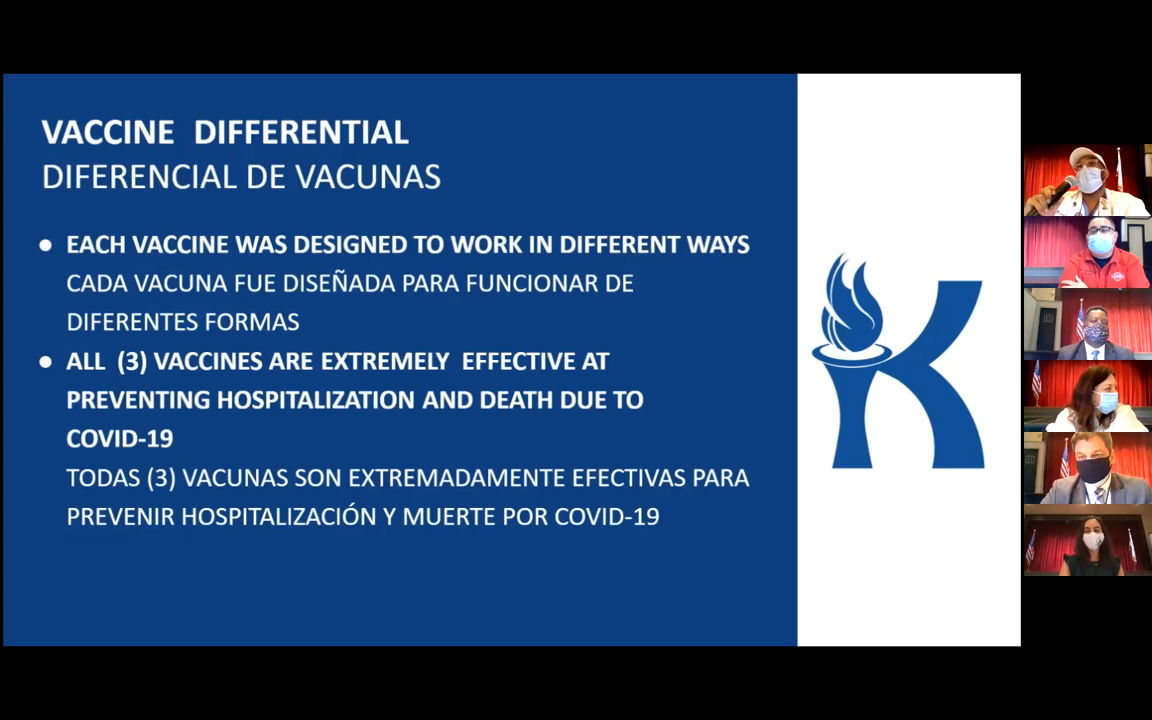 VACCINE DIFFERENTIAL
DIFERENCIAL DE VACUNAS
● EACH VACCINE WAS DESIGNED TO WORK IN DIFFERENT WAYS
CADA VACUNA FUE DISEÑADA PARA FUNCIONAR DE
DIFERENTES FORMAS
● ALL (3) VACCINES ARE EXTREMELY EFFECTIVE AT
PREVENTING HOSPITALIZATION AND DEATH DUE TO
COVID-19
TODAS (3) VACUNAS SON EXTREMADAMENTE EFECTIVAS PARA
PREVENIR HOSPITALIZACIÓN Y MUERTE POR COVID-19
K